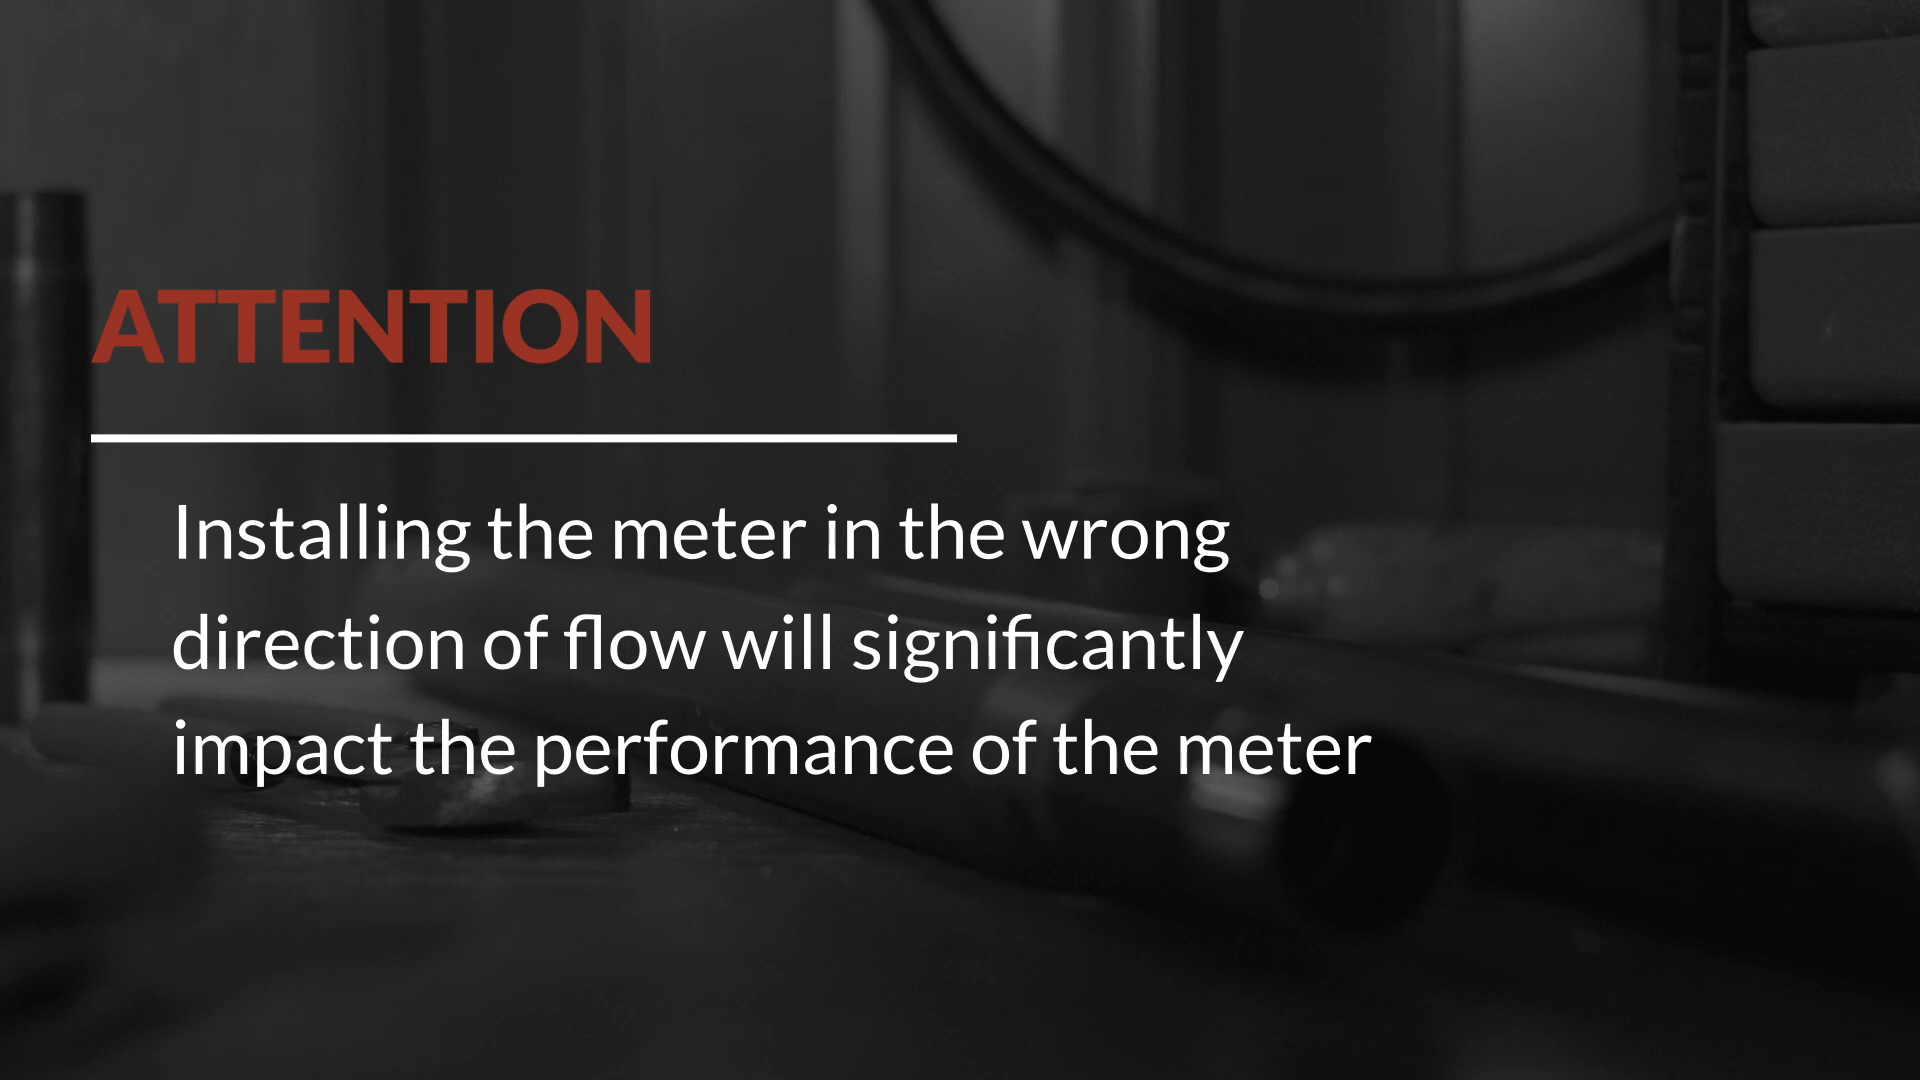 ATTENTION
Installing the meter in the wrong
direction of flow will significantly
impact the performance of the meter